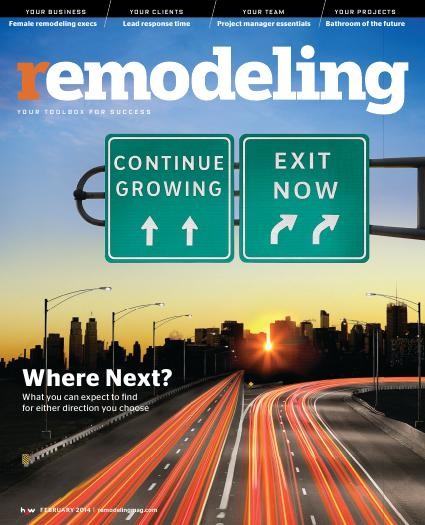 YOUR BUSINESS
YOUR CLIENTS
YOUR TEAM
YOUR PROJECTS
Female remodeling execs
Lead response time
Project manager essentials
Bathroom of the future
remodeling
YOUR TOOLBOX FOR SUCCESS
CONTINUE
GROWING
EXIT
NOW
Where Next?
What you can expect to find
for either direction you choose
h|w FEBRUARY 2014 | remodelingmag.com